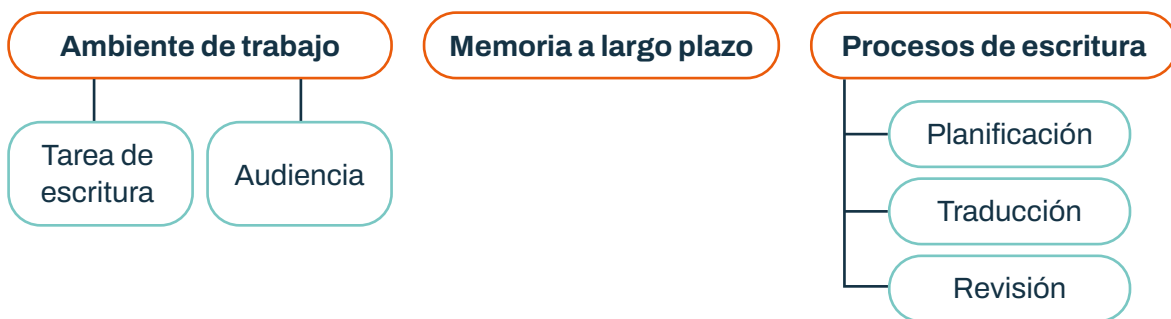 Ambiente de trabajo
Tarea de
escritura
Audiencia
Memoria a largo plazo
Procesos de escritura
Planificación
Traducción
Revisión